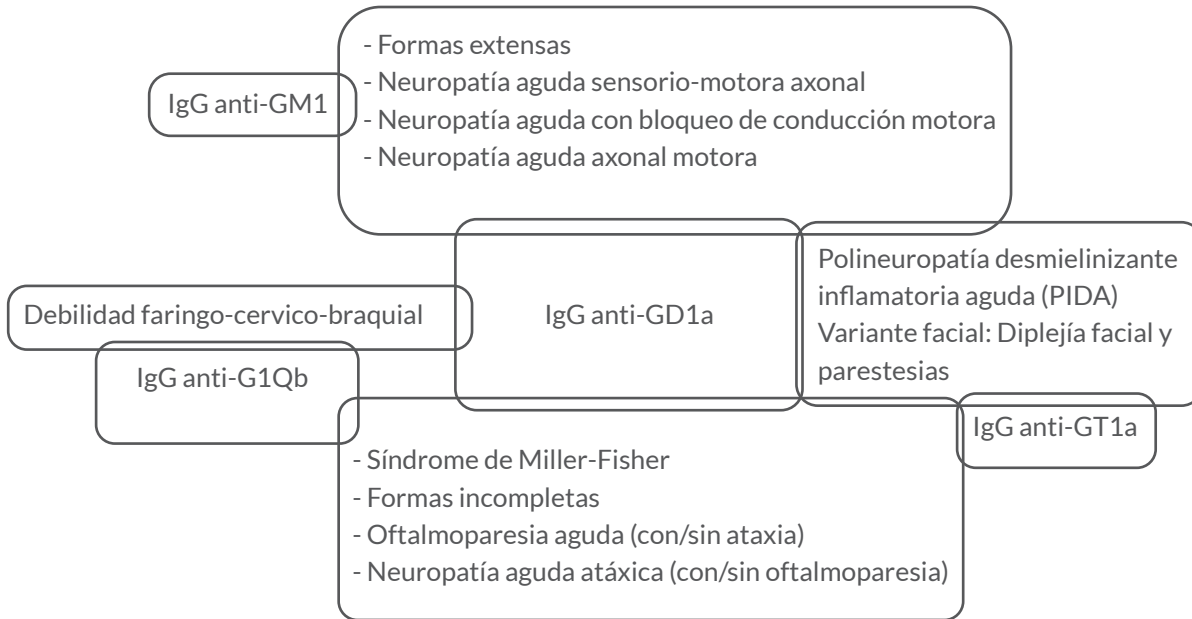 - Formas extensas
- Neuropatía aguda sensorio-motora axonal
- Neuropatía aguda con bloqueo de conducción motora
- Neuropatía aguda axonal motora
IgG anti-GM1
Polineuropatía desmielinizante
inflamatoria aguda (PIDA)
Variante facial: Diplejía facial y
parestesias
IgG anti-GD1a
Debilidad faringo-cervico-braquial
IgG anti-G1Qb
IgG anti-GT1a
- Síndrome de Miller-Fisher
- Formas incompletas
- Oftalmoparesia aguda (con/sin ataxia)
- Neuropatía aguda atáxica (con/sin oftalmoparesia)